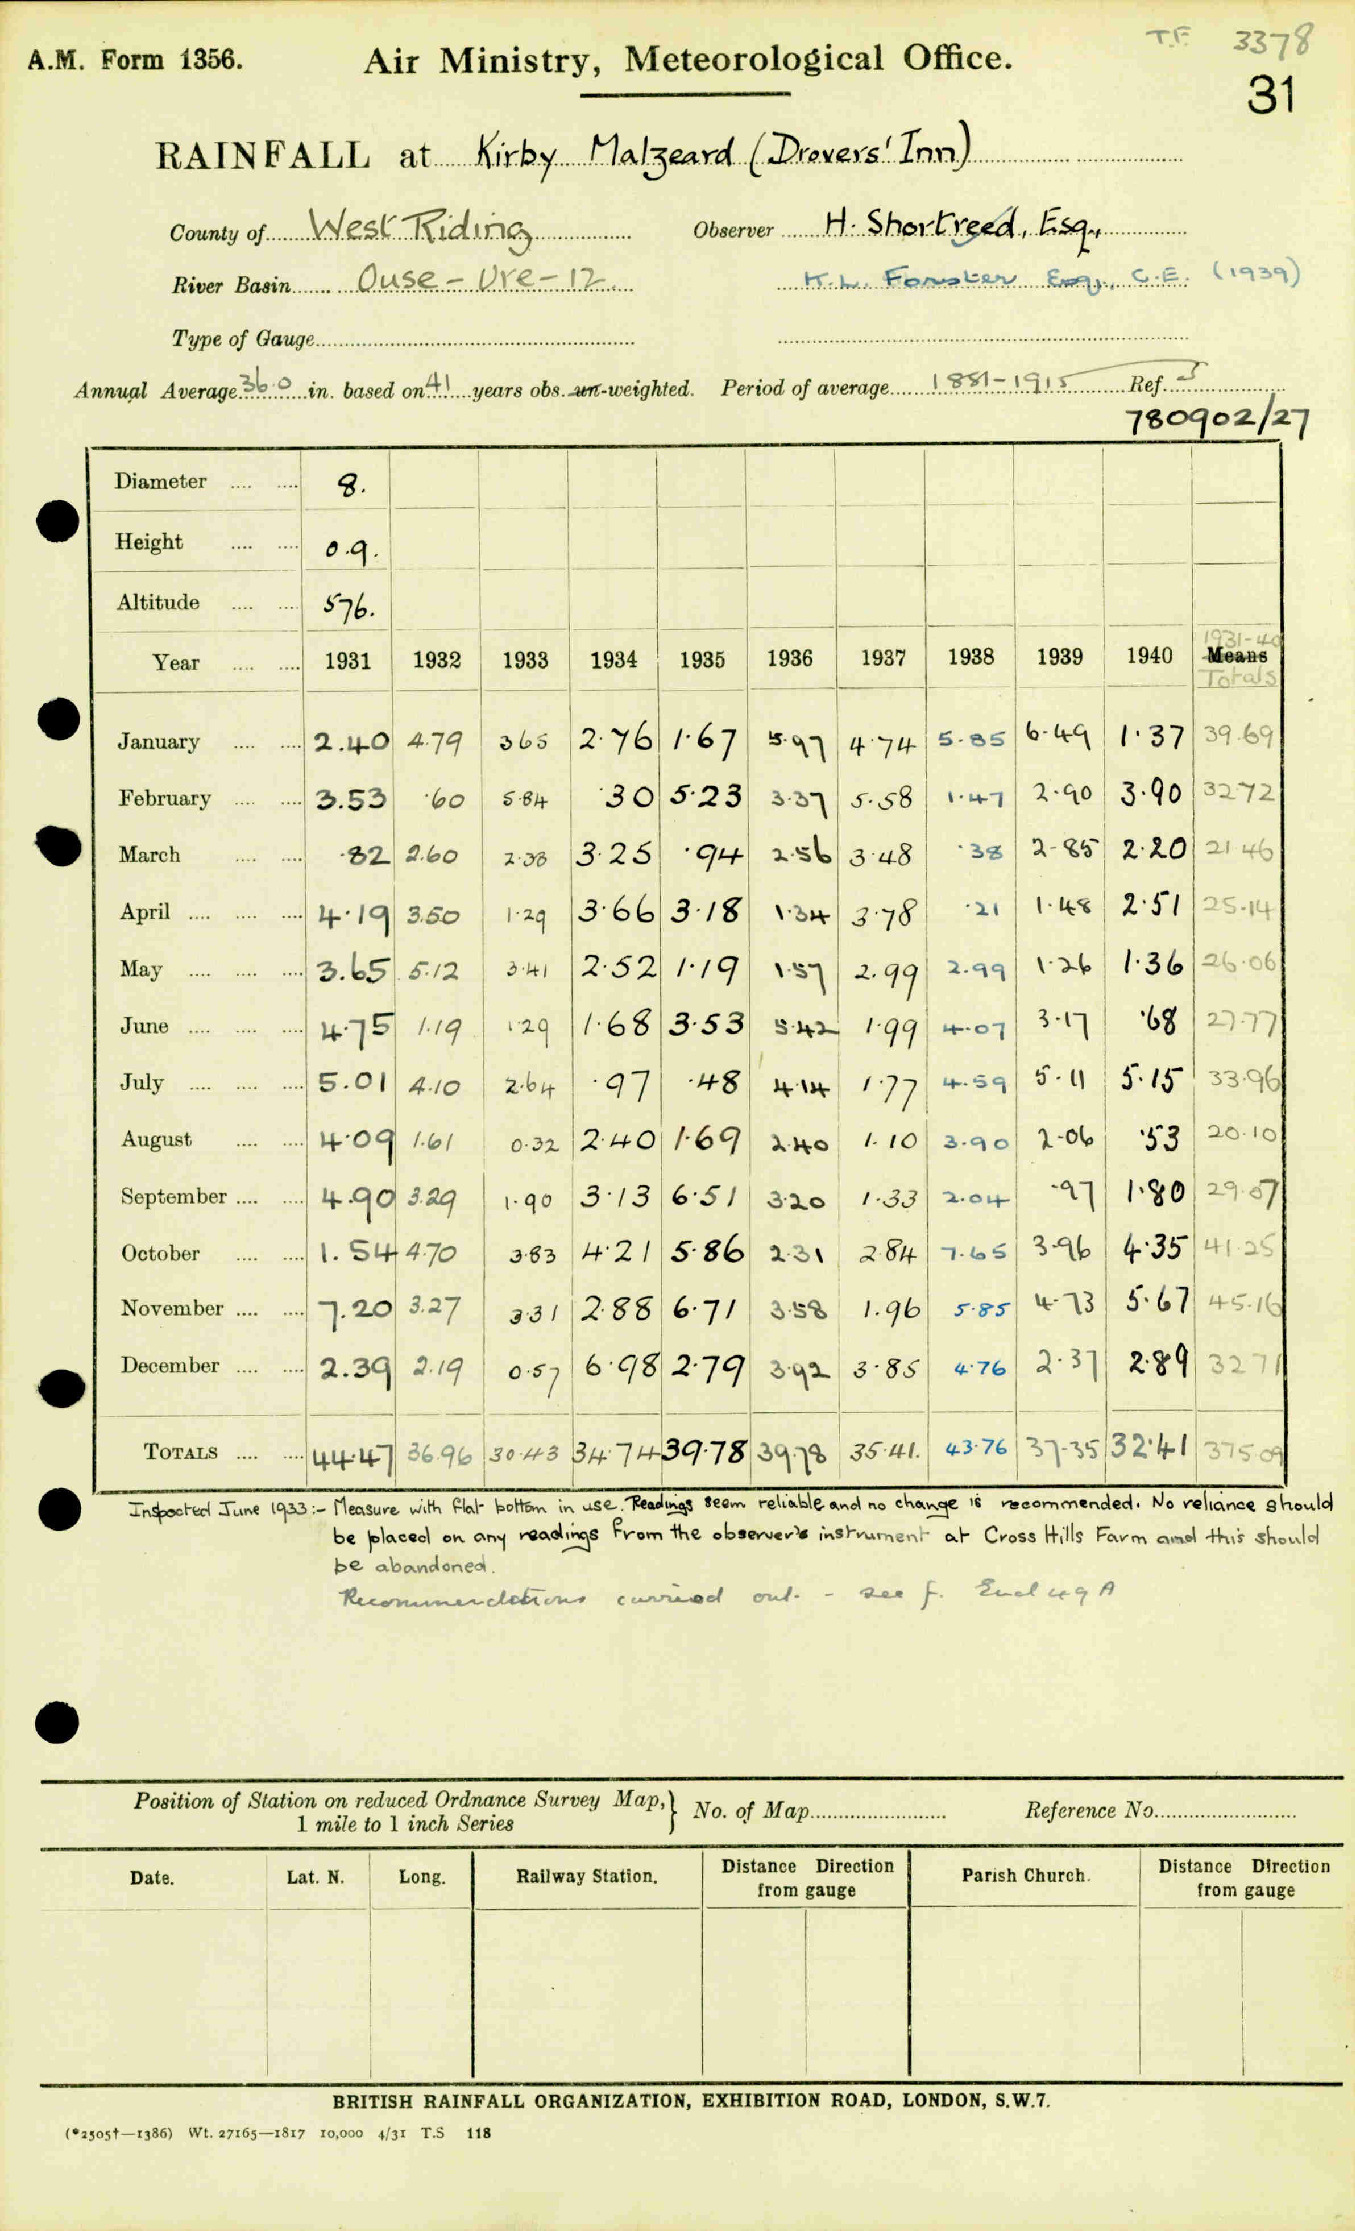 T.F. 3378
A.M. Form 1356. Air Ministry, Meteorological Office.
31
RAINFALL at Kirby Malzeard (Drovers' Inn)
County of West Riding Observer H. Shortreed, Esq.,
River Basin Ouse - Ure - 12. K.L. Forster Esq., C.E. (1939)
Type of Gauge
Annual Average 36.0 in. based on 41 years obs. un-weighted. Period of average 1881-1915 Ref. 5
780902/27
Diameter 8.
Height 0.9.
Altitude 576.
1931-40
Year 1931 1932 1933 1934 1935 1936 1937 1938 1939 1940 Means
Totals
January 2.40 4.79 3.65 2.76 1.67 5.97 4.74 5.85 6.49 1.37 39.69
February 3.53 .60 5.84 .30 5.23 3.37 5.58 1.47 2.90 3.90 32.72
March .82 2.60 2.38 3.25 .94 2.56 3.48 .38 2.85 2.20 21.46
April 4.19 3.50 1.29 3.66 3.18 1.34 3.78 .21 1.48 2.51 25.14
May 3.65 5.12 3.41 2.52 1.19 1.57 2.99 2.99 1.26 1.36 26.06
June 4.75 1.19 1.29 1.68 3.53 5.42 1.99 4.07 3.17 .68 27.77
July 5.01 4.10 2.64 .97 .48 4.14 1.77 4.59 5.11 5.15 33.96
August 4.09 1.61 0.32 2.40 1.69 2.40 1.10 3.90 2.06 .53 20.10
September 4.90 3.29 1.90 3.13 6.51 3.20 1.33 2.04 .97 1.80 29.07
October 1.54 4.70 3.83 4.21 5.86 2.31 2.84 7.65 3.96 4.35 41.25
November 7.20 3.27 3.31 2.88 6.71 3.58 1.96 5.85 4.73 5.67 45.16
December 2.39 2.19 0.57 6.98 2.79 3.92 3.85 4.76 2.37 2.89 32.71
TOTALS 44.47 36.96 30.43 34.74 39.78 39.78 35.41. 43.76 37.35 32.41 375.09
Inspected June 1933:- Measure with flat bottom in use. Readings seem reliable and no change is recommended. No reliance should
be placed on any readings from the observer's instrument at Cross Hills Farm and this should
be abandoned.
Recommendations carried out. - see f. Encl 49A
Position of Station on reduced Ordnance Survey Map, } No. of Map Reference No.
1 mile to 1 inch Series
Date. Lat. N. Long. Railway Station. Distance Direction Parish Church. Distance Direction
from gauge from gauge
BRITISH RAINFALL ORGANIZATION, EXHIBITION ROAD, LONDON, S.W.7.
(*2505†—1386) Wt. 27165—1817 10,000 4/31 T.S 118